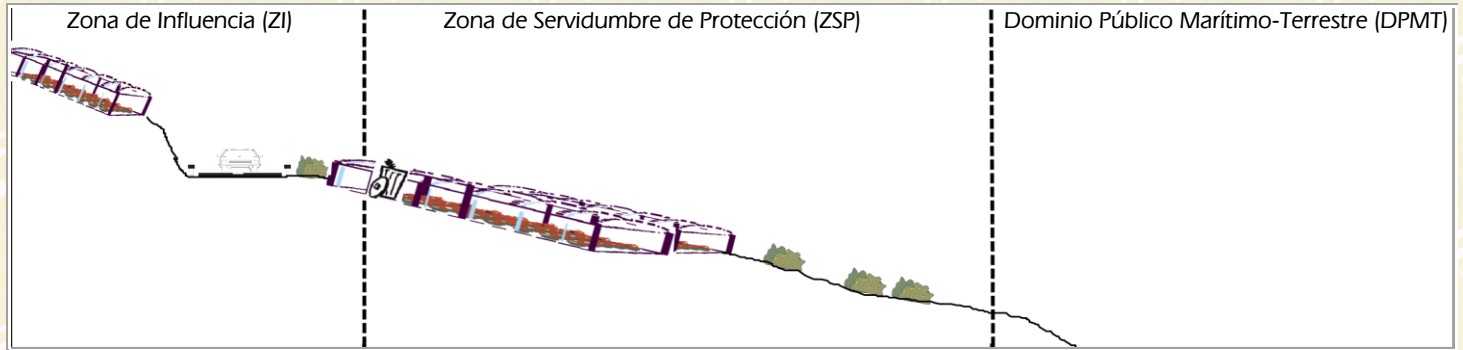 Zona de Influencia (ZI)
Zona de Servidumbre de Protección (ZSP)
Dominio Público Marítimo-Terrestre (DPMT)